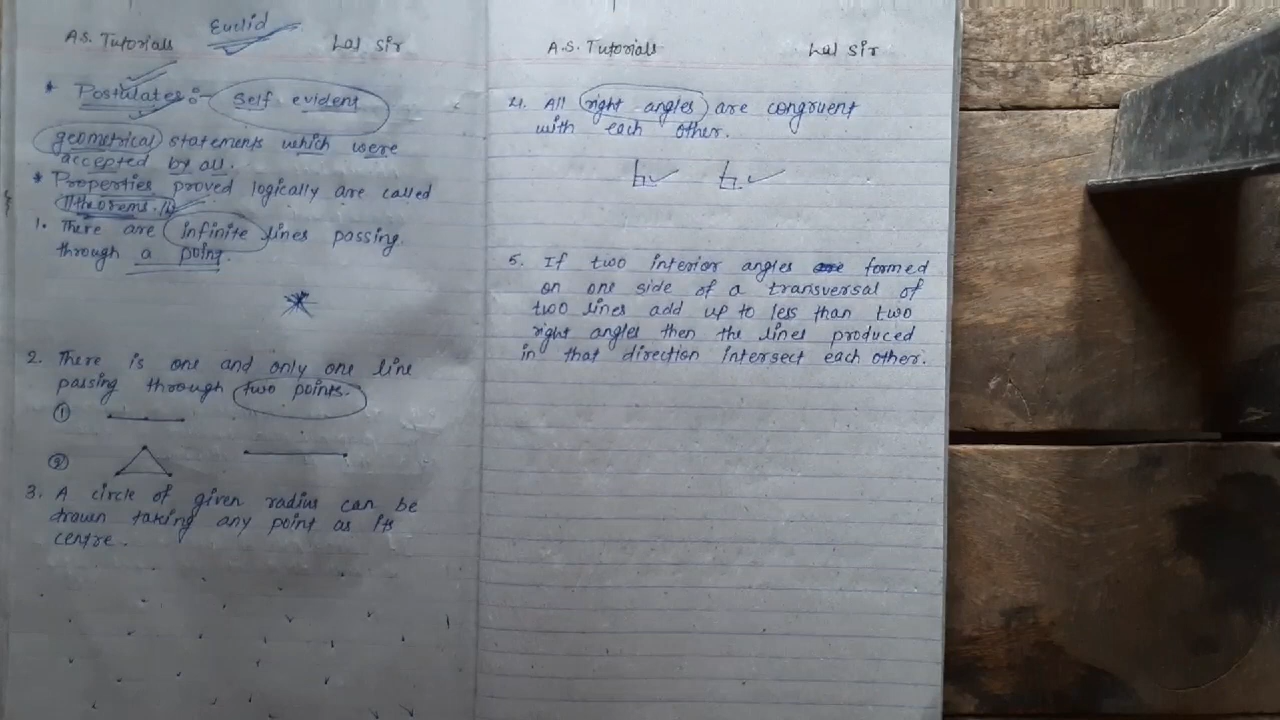 Euclid
A.S. Tutorials Lal Sir
* Postulates :- Self evident
geometrical statements which were
accepted by all.
* Properties proved logically are called
Theorems.
1. There are infinite lines passing
through a point.
2. There is one and only one line
passing through two points.
①
②
3. A circle of given radius can be
drawn taking any point as its
centre.
A.S. Tutorials Lal Sir
4. All right angles are congruent
with each other.
5. If two interior angles are formed
on one side of a transversal of
two lines add up to less than two
right angles then the lines produced
in that direction intersect each other.